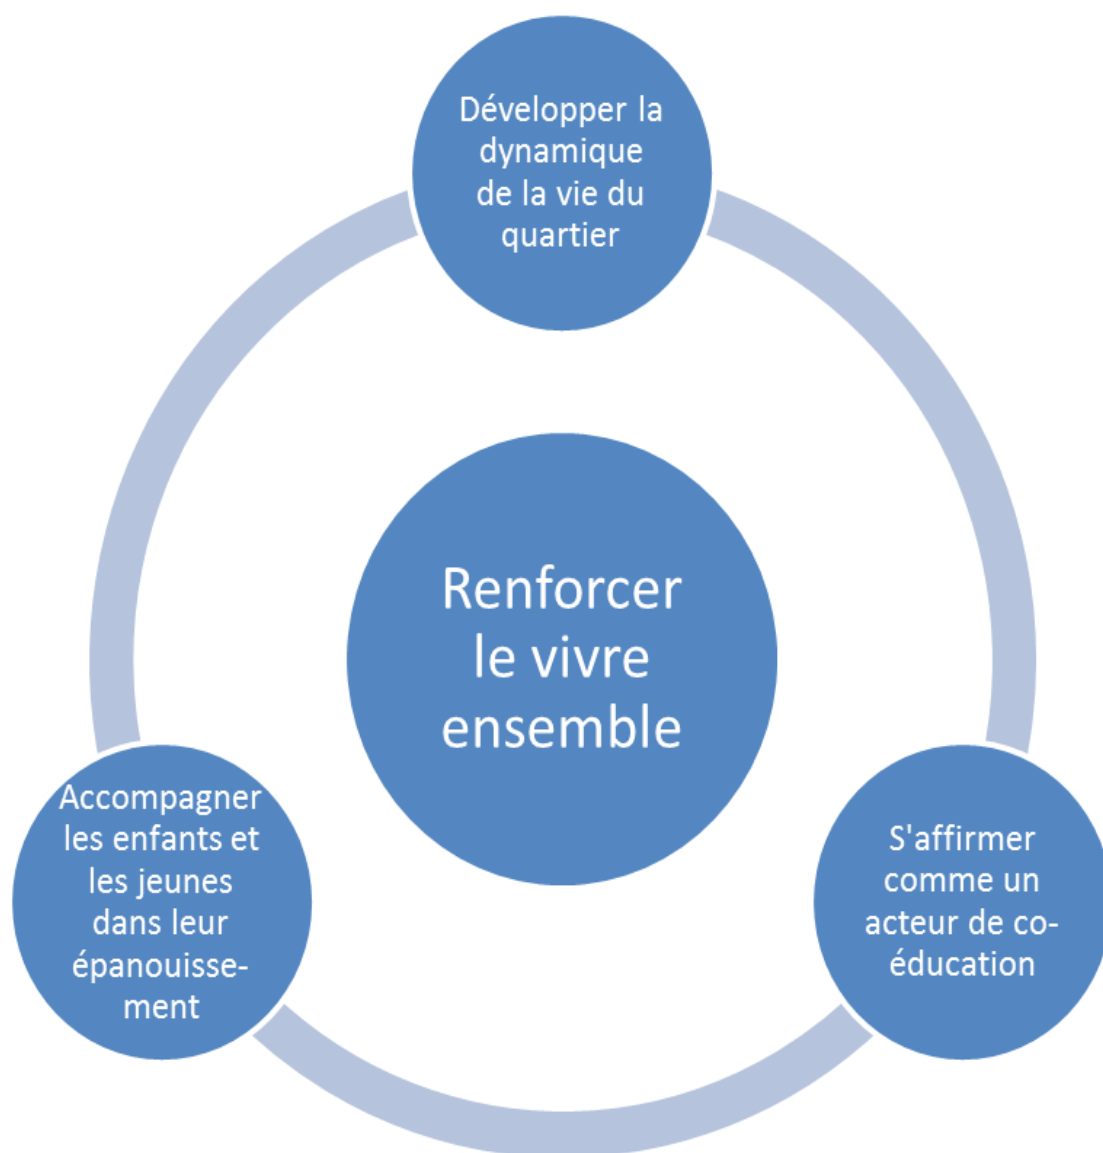 Développer la
dynamique
de la vie du
quartier
Renforcer
le vivre
ensemble
Accompagner
les enfants et
les jeunes
dans leur
épanouisse-
ment
S'affirmer
comme un
acteur de co-
éducation